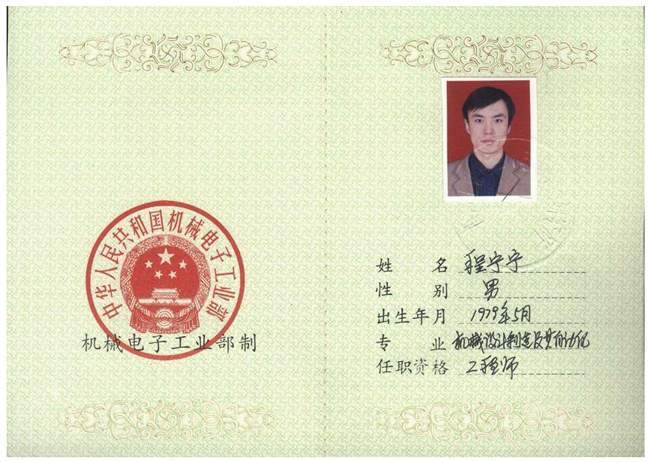 中华人民共和国机械电子工业部
机械电子工业部制
姓 名 程宁宁
性 别 男
出生年月 1979年5月
专 业 机械设计制造及其自动化
任职资格 工程师